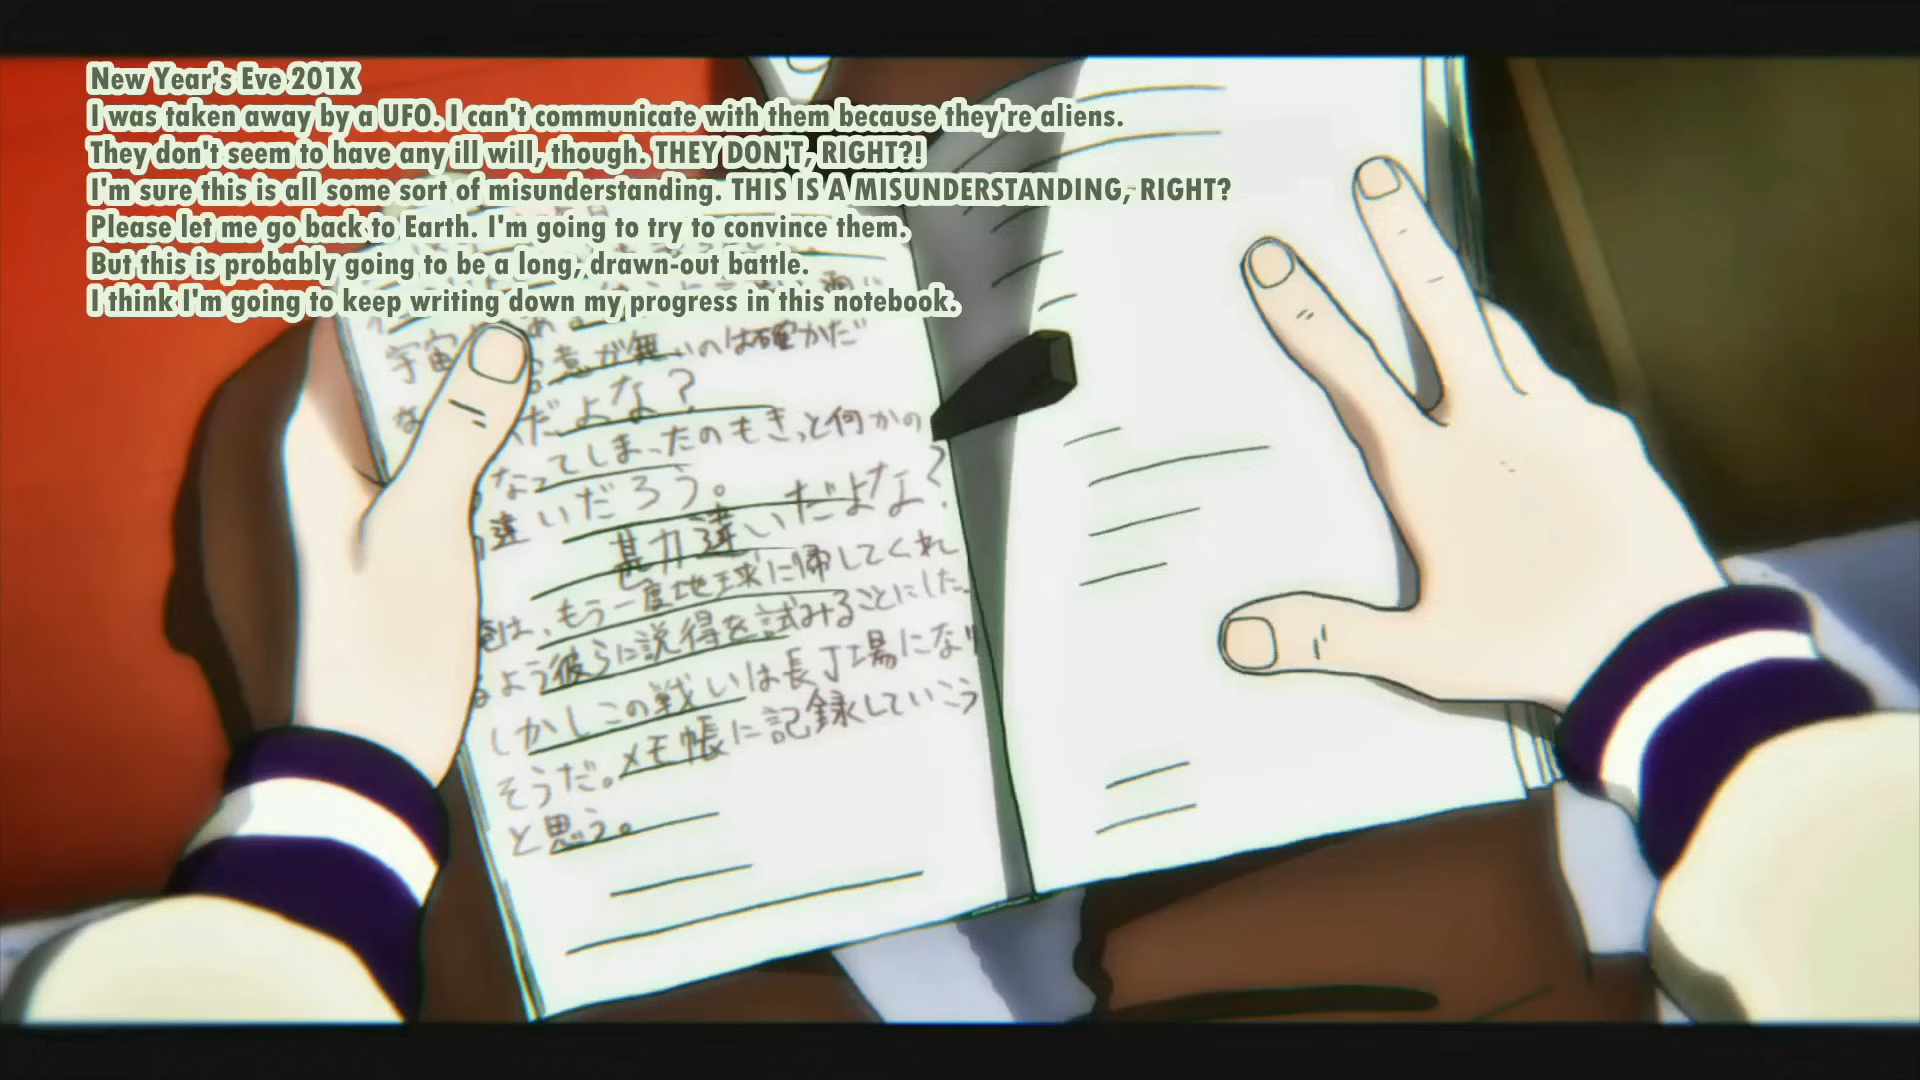 New Year's Eve 201X
I was taken away by a UFO. I can't communicate with them because they're aliens.
They don't seem to have any ill will, though. THEY DON'T, RIGHT?!
I'm sure this is all some sort of misunderstanding. THIS IS A MISUNDERSTANDING, RIGHT?
Please let me go back to Earth. I'm going to try to convince them.
But this is probably going to be a long, drawn-out battle.
I think I'm going to keep writing down my progress in this notebook.
宇宙
意が無いのは確かだ
な だよな?
なってしまったのもきっと何かの
違いだろう。
違いだよな?
俺は、もう一度地球に帰してくれ
るよう彼らに説得を試みることにした。
しかしこの戦いは長丁場になり
そうだ。メモ帳に記録していこう
と思う。